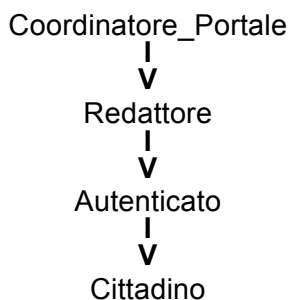 Coordinatore_Portale
I
V
Redattore
I
V
Autenticato
I
V
Cittadino